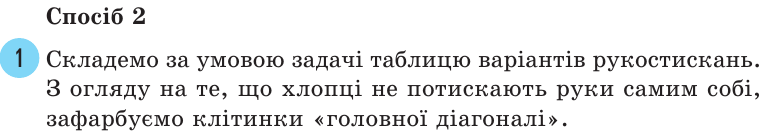 Спосіб 2
1 Складемо за умовою задачі таблицю варіантів рукостискань.
З огляду на те, що хлопці не потискають руки самим собі,
зафарбуємо клітинки «головної діагоналі».